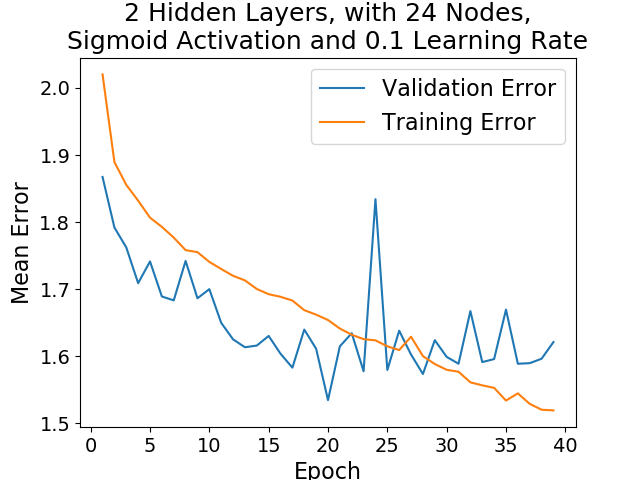 2 Hidden Layers, with 24 Nodes,
Sigmoid Activation and 0.1 Learning Rate
Validation Error
Training Error
Mean Error
2.0
1.9
1.8
1.7
1.6
1.5
0 5 10 15 20 25 30 35 40
Epoch